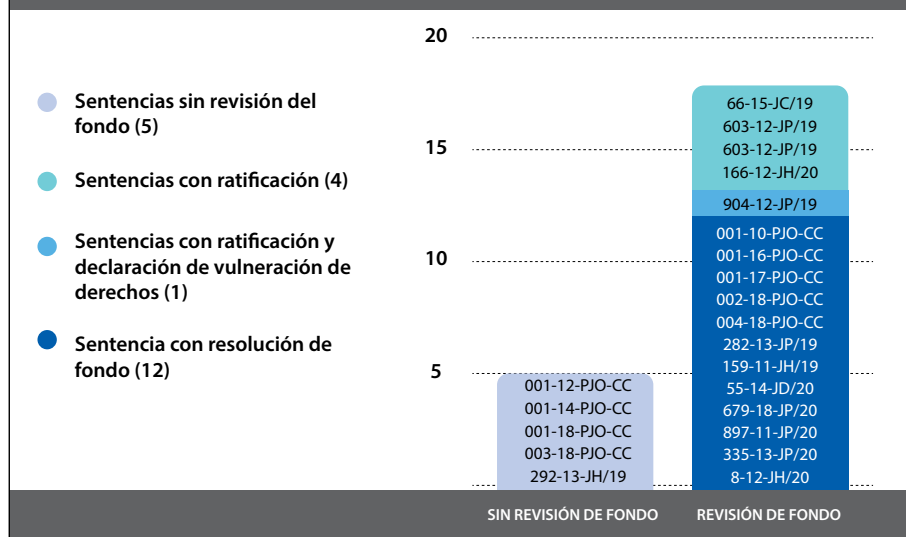 Sentencias sin revisión del
fondo (5)
Sentencias con ratificación (4)
Sentencias con ratificación y
declaración de vulneración de
derechos (1)
Sentencia con resolución de
fondo (12)
20
15
10
5
001-12-PJO-CC
001-14-PJO-CC
001-18-PJO-CC
003-18-PJO-CC
292-13-JH/19
66-15-JC/19
603-12-JP/19
603-12-JP/19
166-12-JH/20
904-12-JP/19
001-10-PJO-CC
001-16-PJO-CC
001-17-PJO-CC
002-18-PJO-CC
004-18-PJO-CC
282-13-JP/19
159-11-JH/19
55-14-JD/20
679-18-JP/20
897-11-JP/20
335-13-JP/20
8-12-JH/20
SIN REVISIÓN DE FONDO
REVISIÓN DE FONDO